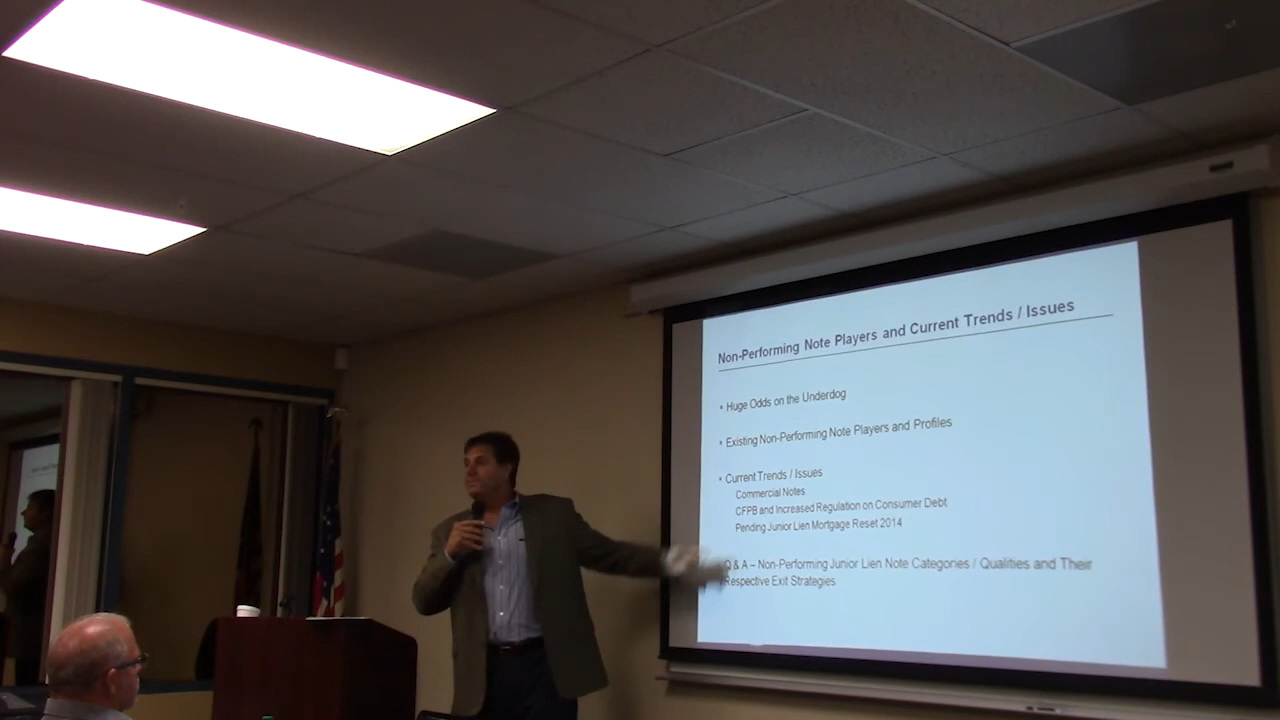 Non-Performing Note Players and Current Trends / Issues
• Huge Odds on the Underdog
• Existing Non-Performing Note Players and Profiles
• Current Trends / Issues
Commercial Notes
CFPB and Increased Regulation on Consumer Debt
Pending Junior Lien Mortgage Reset 2014
Q & A – Non-Performing Junior Lien Note Categories / Qualities and Their
Respective Exit Strategies